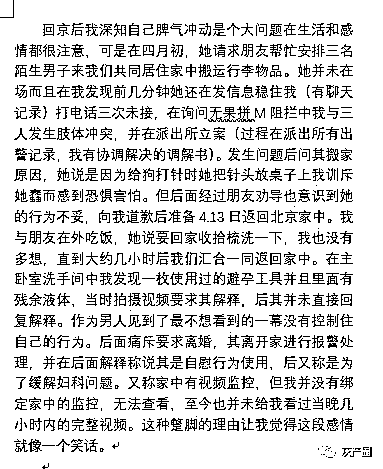 回京后我深知自己脾气冲动是个大问题在生活和感
情都很注意，可是在四月初，她请求朋友帮忙安排三名
陌生男子来我们共同居住家中搬运行李物品。她并未在
场而且在我发现前几分钟她还在发信息稳住我（有聊天
记录）打电话三次未接，在询问无果拼M阻拦中我与三
人发生肢体冲突，并在派出所立案（过程在派出所有出
警记录，我有协调解决的调解书）。发生问题后问其搬家
原因，她说是因为给狗打针时她把针头放桌子上我训斥
她蠢而感到恐惧害怕。但后面经过朋友劝导也意识到她
的行为不妥，向我道歉后准备 4.13 日返回北京家中。我
与朋友在外吃饭，她说要回家收拾梳洗一下，我也没有
多想，直到大约几小时后我们汇合一同返回家中。在主
卧室洗手间中我发现一枚使用过的避孕工具并且里面有
残余液体，当时拍摄视频要求其解释，后其并未直接回
复解释。作为男人见到了最不想看到的一幕没有控制住
自己的行为。后面痛斥要求离婚，其离开家进行报警处
理，并在后面解释称说其是自慰行为使用，后又称是为
了缓解妇科问题。又称家中有视频监控，但我并没有绑
定家中的监控，无法查看，至今也并未给我看过当晚几
小时内的完整视频。这种蹩脚的理由让我觉得这段感情
就像一个笑话。